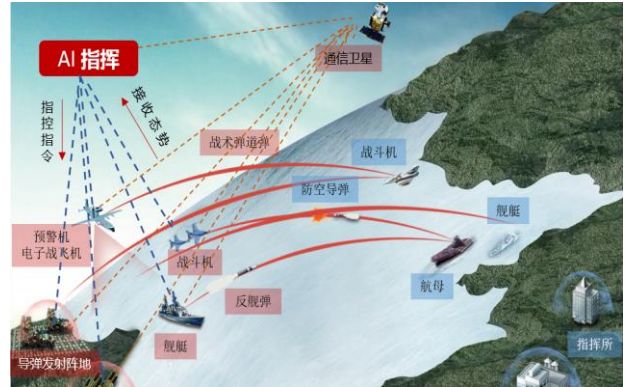 通信卫星
AI 指挥
指控指令
接收态势
战术弹道弹
战斗机
防空导弹
舰艇
预警机
电子战飞机
战斗机
反舰弹
航母
舰艇
导弹发射阵地
指挥所